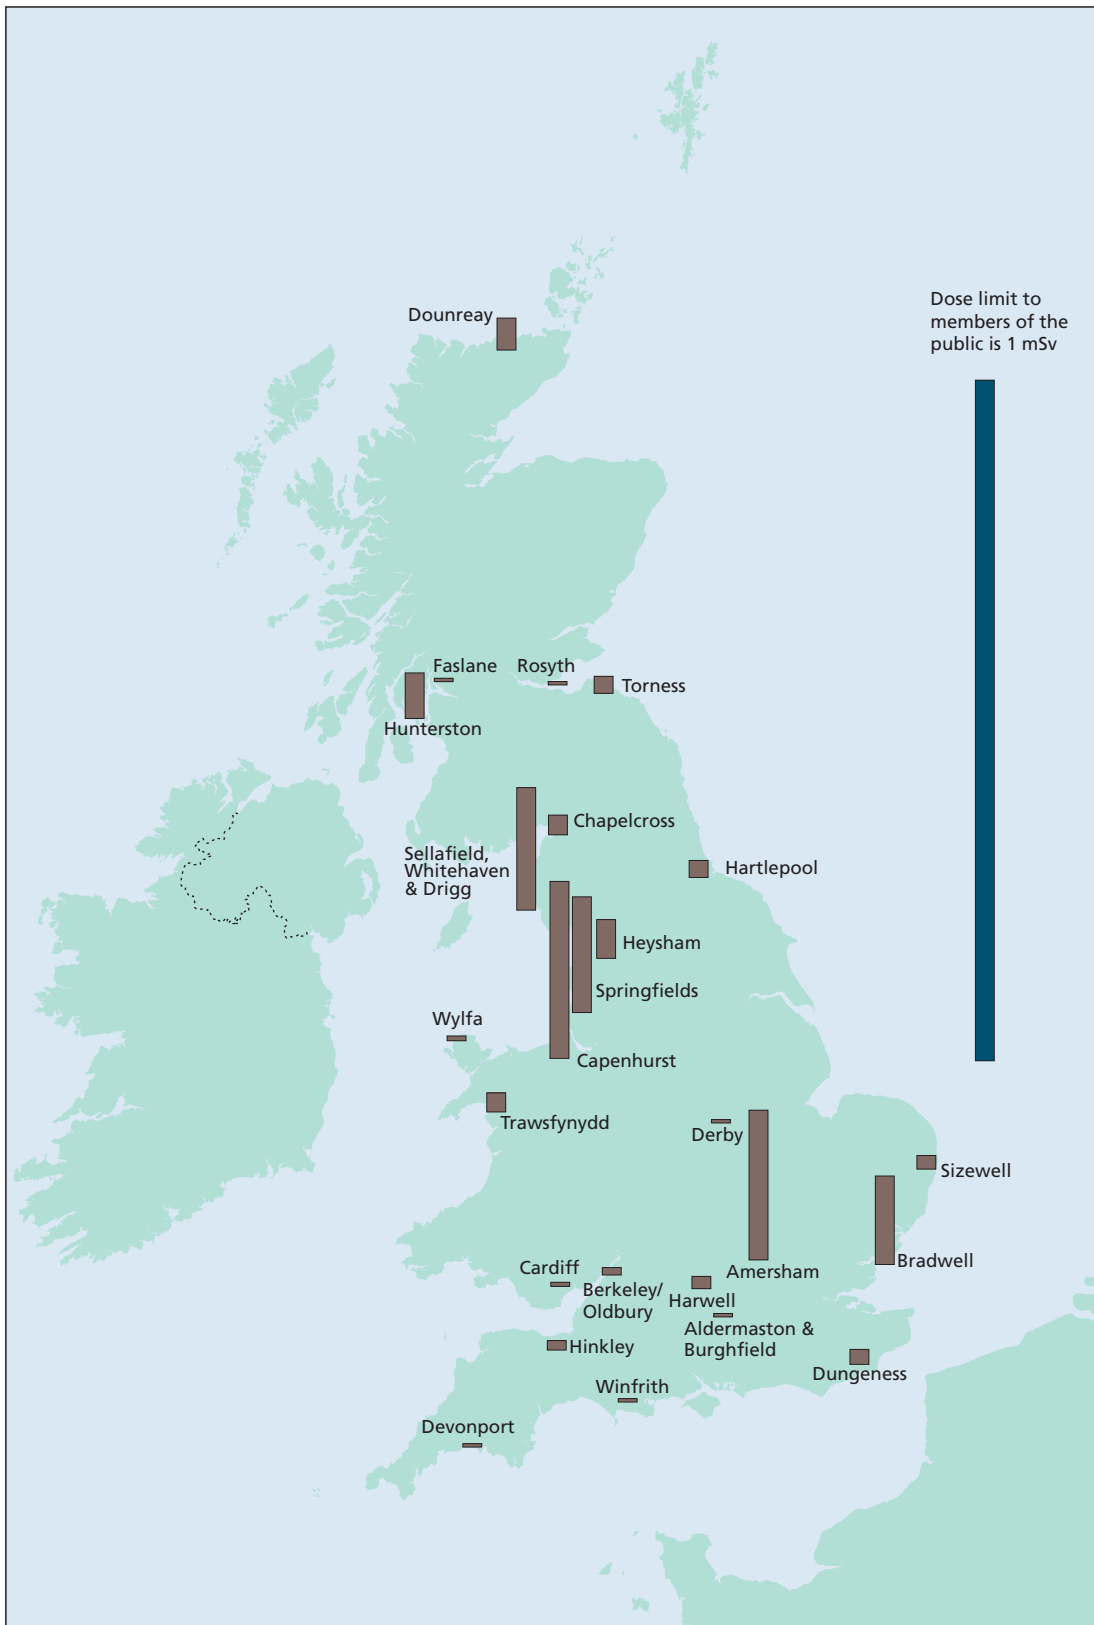 Dose limit to
members of the
public is 1 mSv
Dounreay
Faslane
Rosyth
Torness
Hunterston
Chapelcross
Sellafield,
Whitehaven
& Drigg
Hartlepool
Heysham
Springfields
Wylfa
Capenhurst
Trawsfynydd
Derby
Sizewell
Bradwell
Amersham
Cardiff
Berkeley/
Oldbury
Harwell
Aldermaston &
Burghfield
Hinkley
Dungeness
Winfrith
Devonport